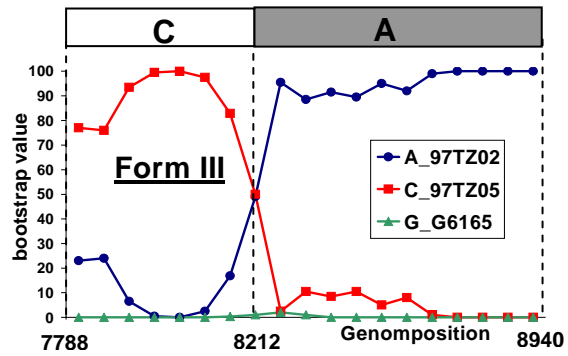 C A
100
90
80
70
60
50
40
30
20
10
0
bootstrap value
Form III
A_97TZ02
C_97TZ05
G_G6165
Genomposition
7788 8212 8940